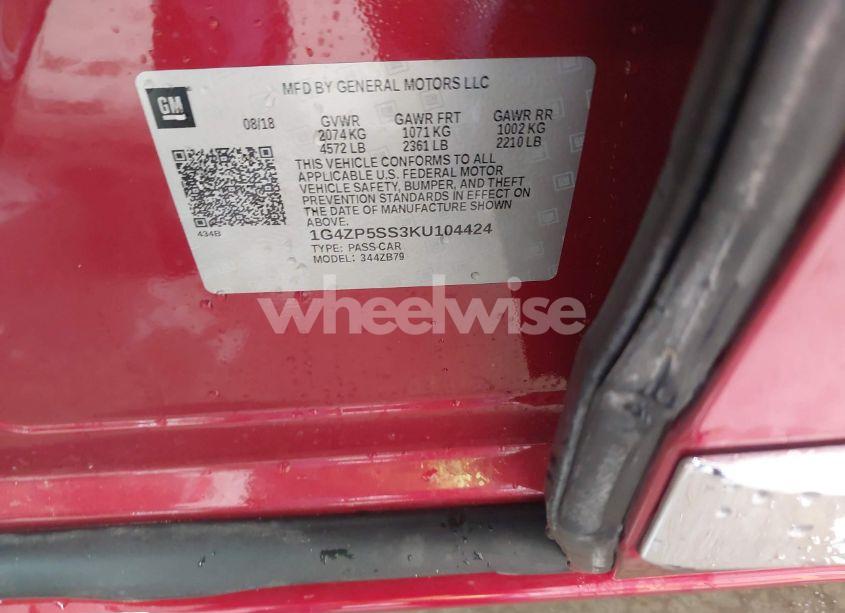 MFD BY GENERAL MOTORS LLC
GM
08/18 GVWR GAWR FRT GAWR RR
2074 KG 1071 KG 1002 KG
4572 LB 2361 LB 2210 LB
THIS VEHICLE CONFORMS TO ALL
APPLICABLE U.S. FEDERAL MOTOR
VEHICLE SAFETY, BUMPER, AND THEFT
PREVENTION STANDARDS IN EFFECT ON
THE DATE OF MANUFACTURE SHOWN
ABOVE.
434B
1G4ZP5SS3KU104424
TYPE: PASS CAR
MODEL: 344ZB79
wheelwise